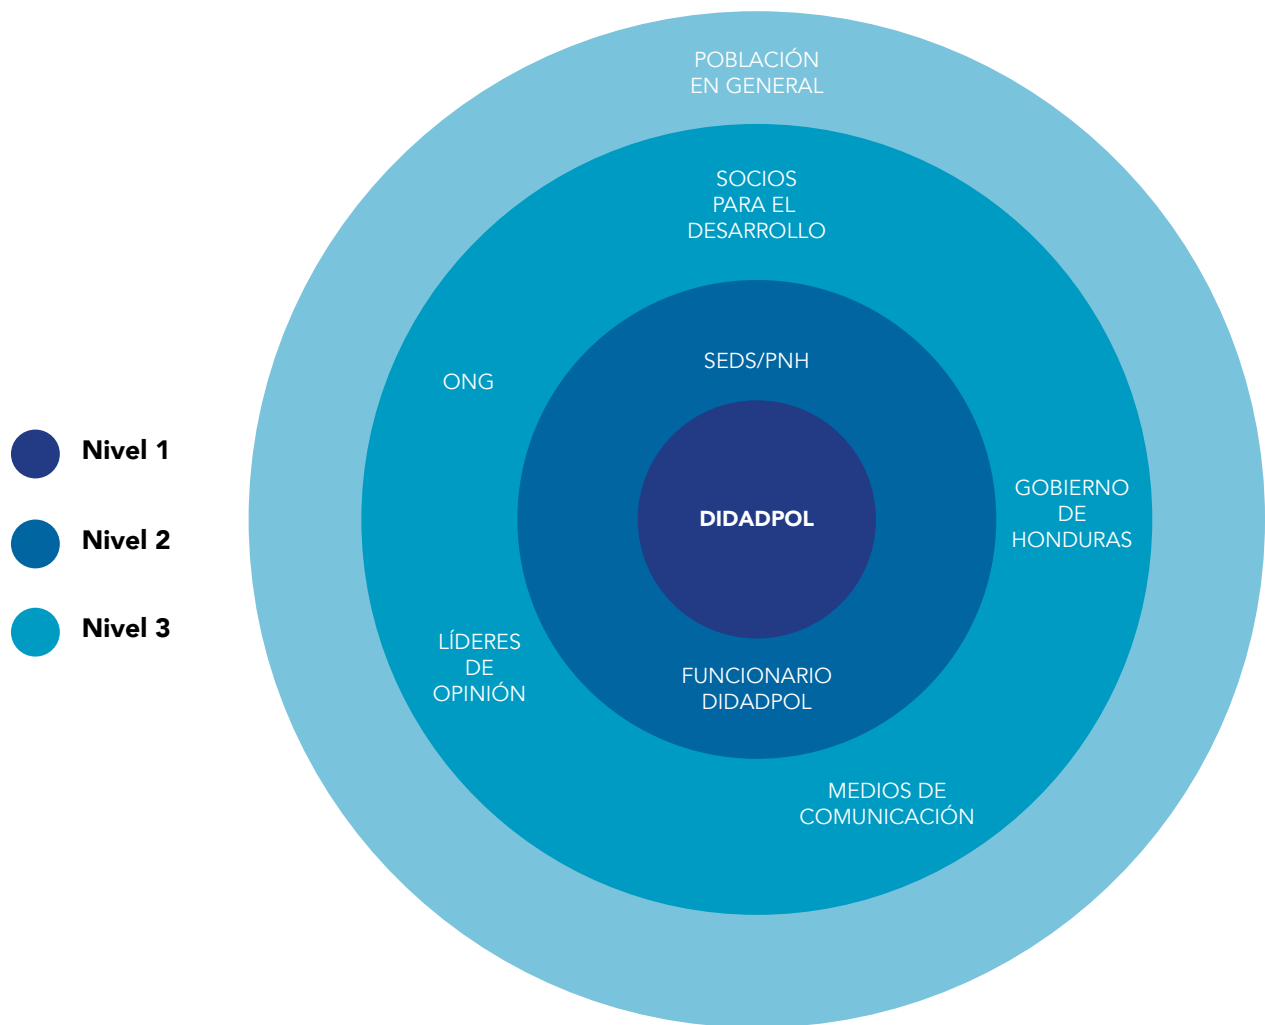 POBLACIÓN
EN GENERAL
SOCIOS
PARA EL
DESARROLLO
SEDS/PNH
ONG
Nivel 1
Nivel 2
Nivel 3
DIDADPOL
GOBIERNO
DE
HONDURAS
LÍDERES
DE
OPINIÓN
FUNCIONARIO
DIDADPOL
MEDIOS DE
COMUNICACIÓN